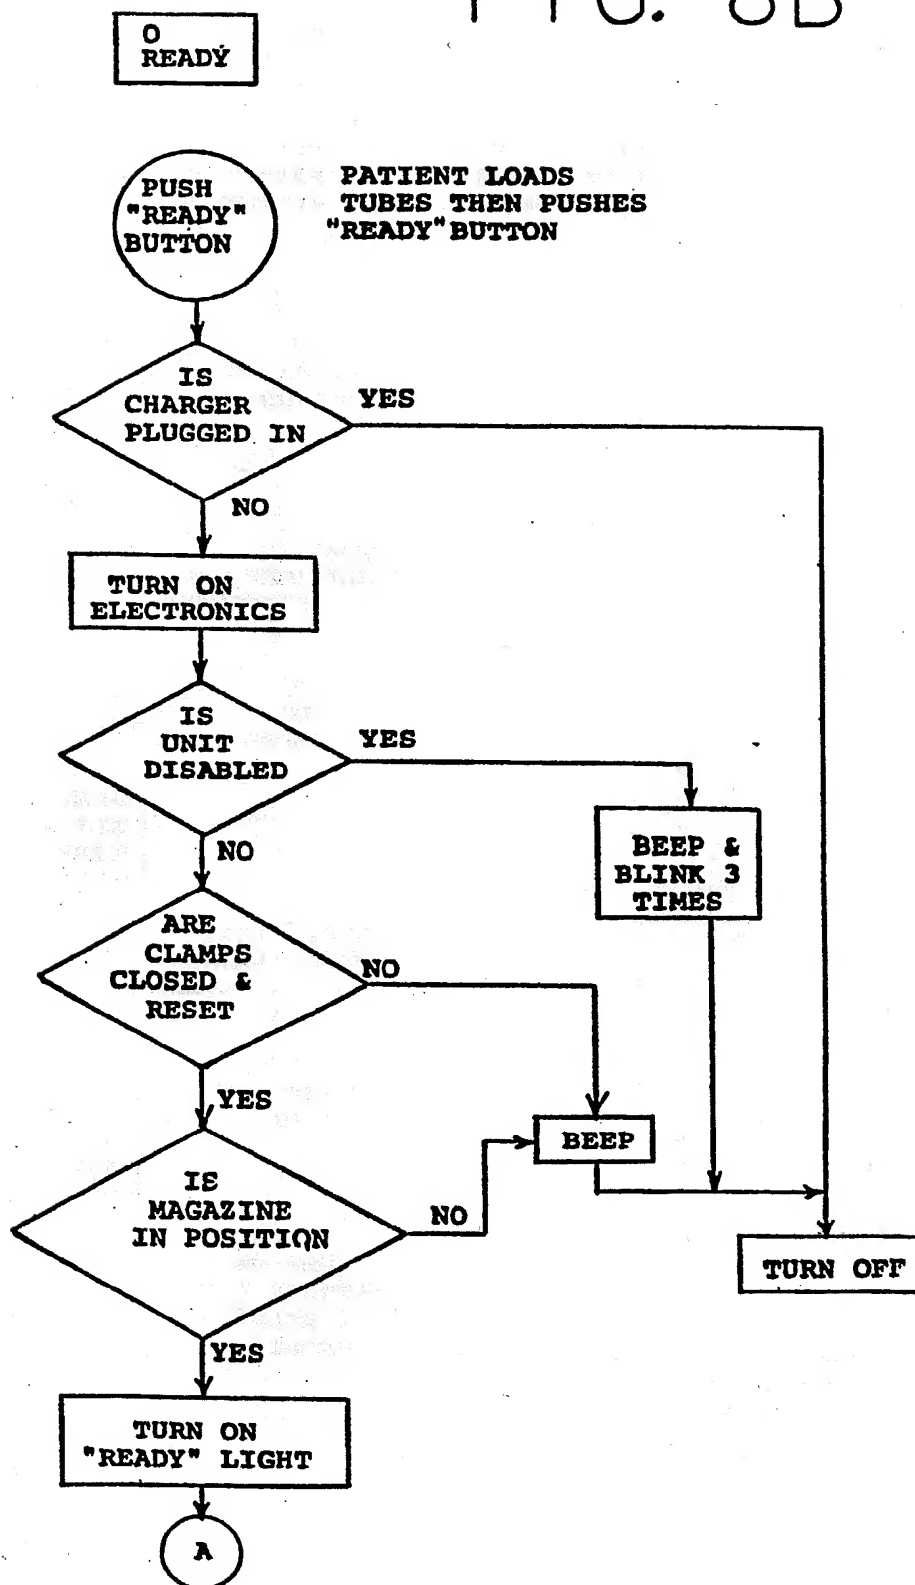 FIG. 8B
O
READY
PUSH
"READY"
BUTTON
PATIENT LOADS
TUBES THEN PUSHES
"READY" BUTTON
IS
CHARGER
PLUGGED IN
YES
NO
TURN ON
ELECTRONICS
IS
UNIT
DISABLED
YES
NO
BEEP &
BLINK 3
TIMES
ARE
CLAMPS
CLOSED &
RESET
NO
YES
BEEP
IS
MAGAZINE
IN POSITION
NO
TURN OFF
YES
TURN ON
"READY" LIGHT
A